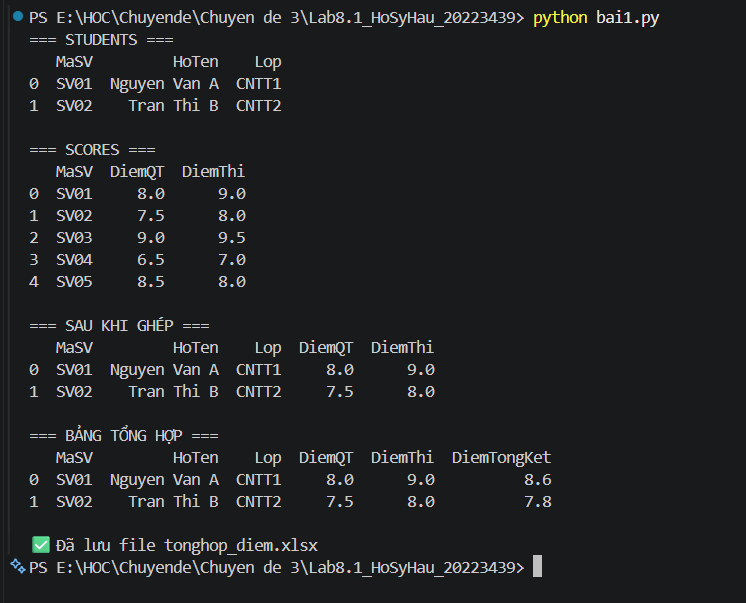 PS E:\HOC\Chuyende\Chuyen de 3\Lab8.1_HoSyHau_20223439> python bai1.py
=== STUDENTS ===
   MaSV         HoTen    Lop
0  SV01  Nguyen Van A  CNTT1
1  SV02    Tran Thi B  CNTT2
=== SCORES ===
   MaSV  DiemQT  DiemThi
0  SV01     8.0      9.0
1  SV02     7.5      8.0
2  SV03     9.0      9.5
3  SV04     6.5      7.0
4  SV05     8.5      8.0
=== SAU KHI GHÉP ===
   MaSV         HoTen    Lop  DiemQT  DiemThi
0  SV01  Nguyen Van A  CNTT1     8.0      9.0
1  SV02    Tran Thi B  CNTT2     7.5      8.0
=== BẢNG TỔNG HỢP ===
   MaSV         HoTen    Lop  DiemQT  DiemThi  DiemTongKet
0  SV01  Nguyen Van A  CNTT1     8.0      9.0          8.6
1  SV02    Tran Thi B  CNTT2     7.5      8.0          7.8
✅ Đã lưu file tonghop_diem.xlsx
PS E:\HOC\Chuyende\Chuyen de 3\Lab8.1_HoSyHau_20223439>